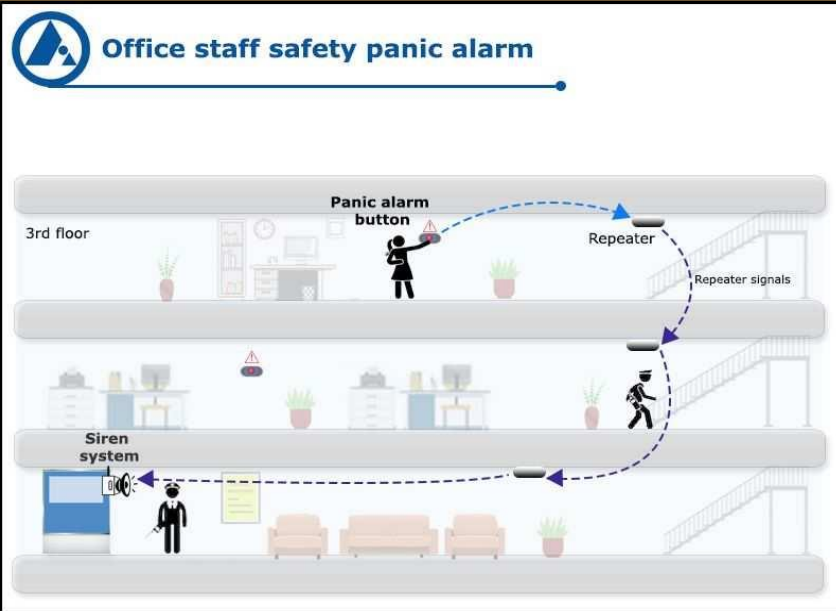 Office staff safety panic alarm
Panic alarm
button
3rd floor
Repeater
Repeater signals
Siren
system